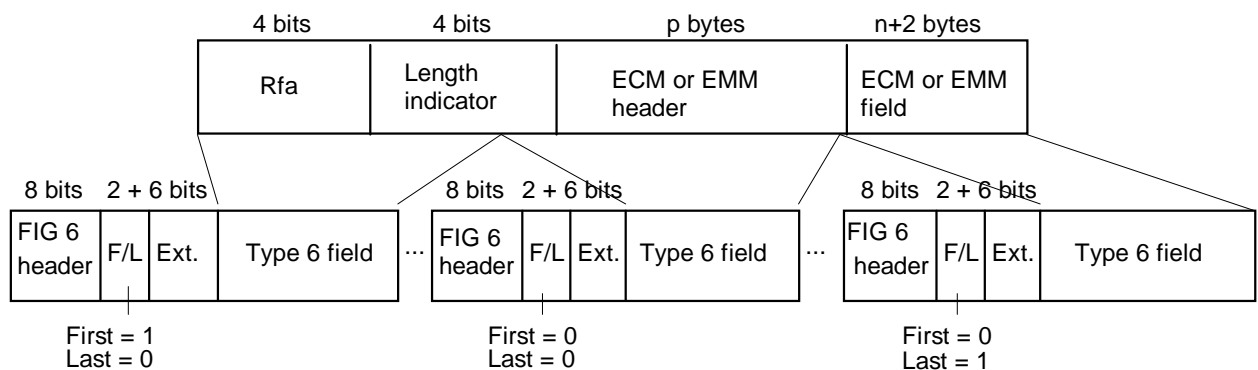 4 bits 4 bits p bytes n+2 bytes
Rfa
Length
indicator
ECM or EMM
header
ECM or EMM
field
8 bits 2 + 6 bits 8 bits 2 + 6 bits 8 bits 2 + 6 bits
FIG 6
header
F/L Ext. Type 6 field
...
FIG 6
header
F/L Ext. Type 6 field
...
FIG 6
header
F/L Ext. Type 6 field
First = 1
Last = 0
First = 0
Last = 0
First = 0
Last = 1